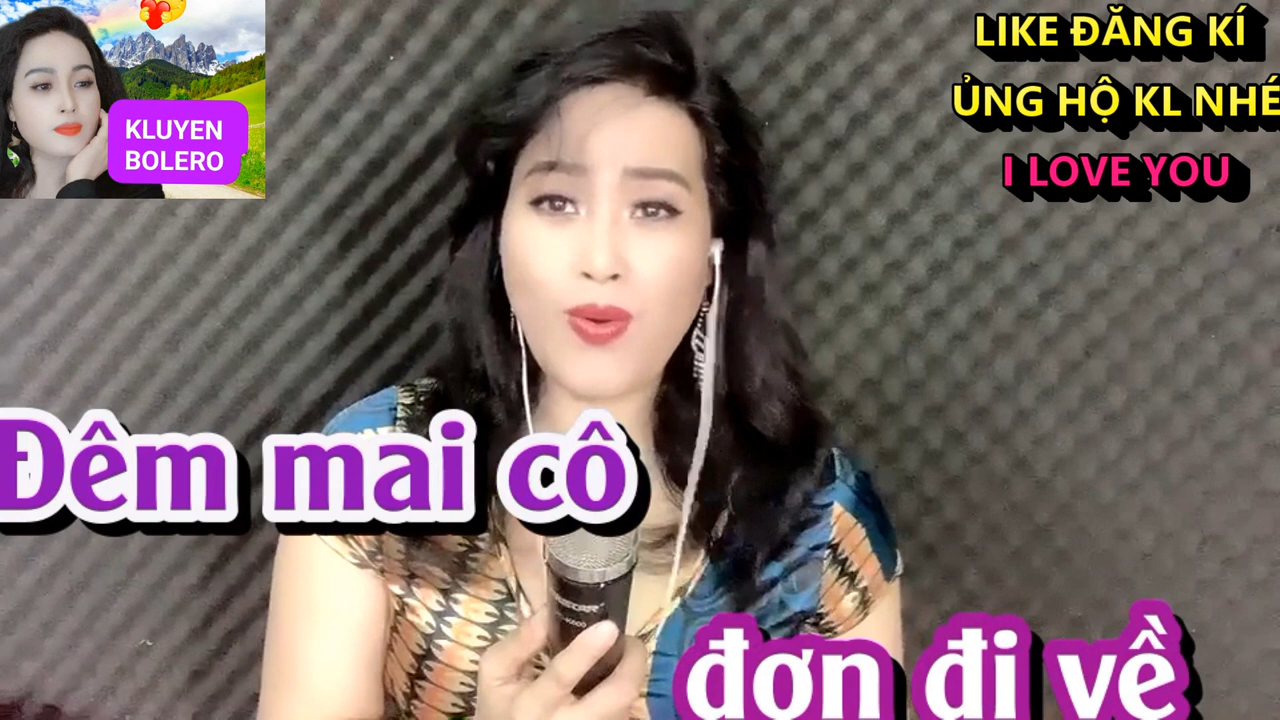 KLUYEN
BOLERO
LIKE ĐĂNG KÍ
ỦNG HỘ KL NHÉ
I LOVE YOU
Đêm mai cô
đơn đi về